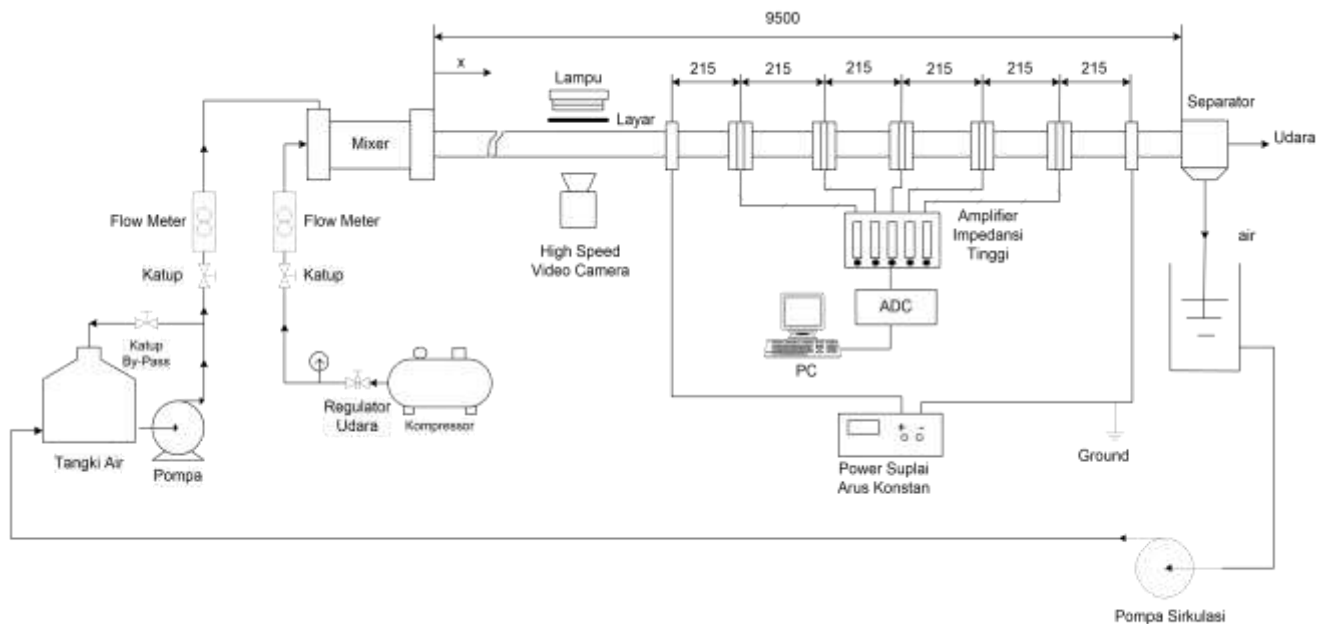 9500
x
215
215
215
215
215
215
Lampu
Layar
Separator
Udara
Mixer
Flow Meter
Flow Meter
High Speed
Video Camera
Amplifier
Impedansi
Tinggi
air
Katup
Katup
ADC
Katup
By-Pass
PC
Regulator
Udara
Kompressor
+ −
Tangki Air
Pompa
Power Suplai
Arus Konstan
Ground
Pompa Sirkulasi